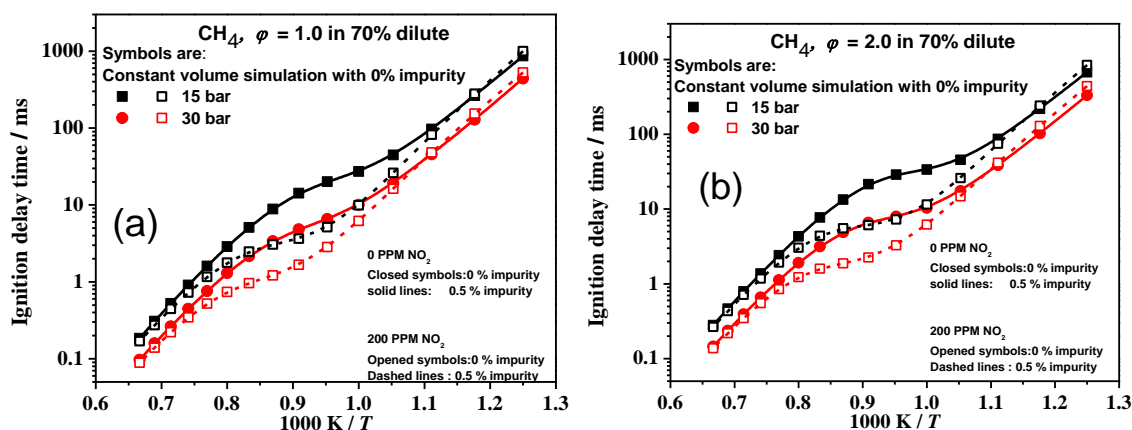 CH4, φ = 1.0 in 70% dilute
Symbols are:
Constant volume simulation with 0% impurity
15 bar
30 bar
(a)
0 PPM NO2
Closed symbols:0 % impurity
solid lines: 0.5 % impurity
200 PPM NO2
Opened symbols:0% impurity
Dashed lines : 0.5 % impurity
Ignition delay time / ms
1000
100
10
1
0.1
0.6 0.7 0.8 0.9 1.0 1.1 1.2 1.3
1000 K / T
CH4, φ = 2.0 in 70% dilute
Symbols are:
Constant volume simulation with 0% impurity
15 bar
30 bar
(b)
0 PPM NO2
Closed symbols:0 % impurity
solid lines: 0.5 % impurity
200 PPM NO2
Opened symbols:0% impurity
Dashed lines : 0.5 % impurity
Ignition delay time / ms
1000
100
10
1
0.1
0.6 0.7 0.8 0.9 1.0 1.1 1.2 1.3
1000 K / T